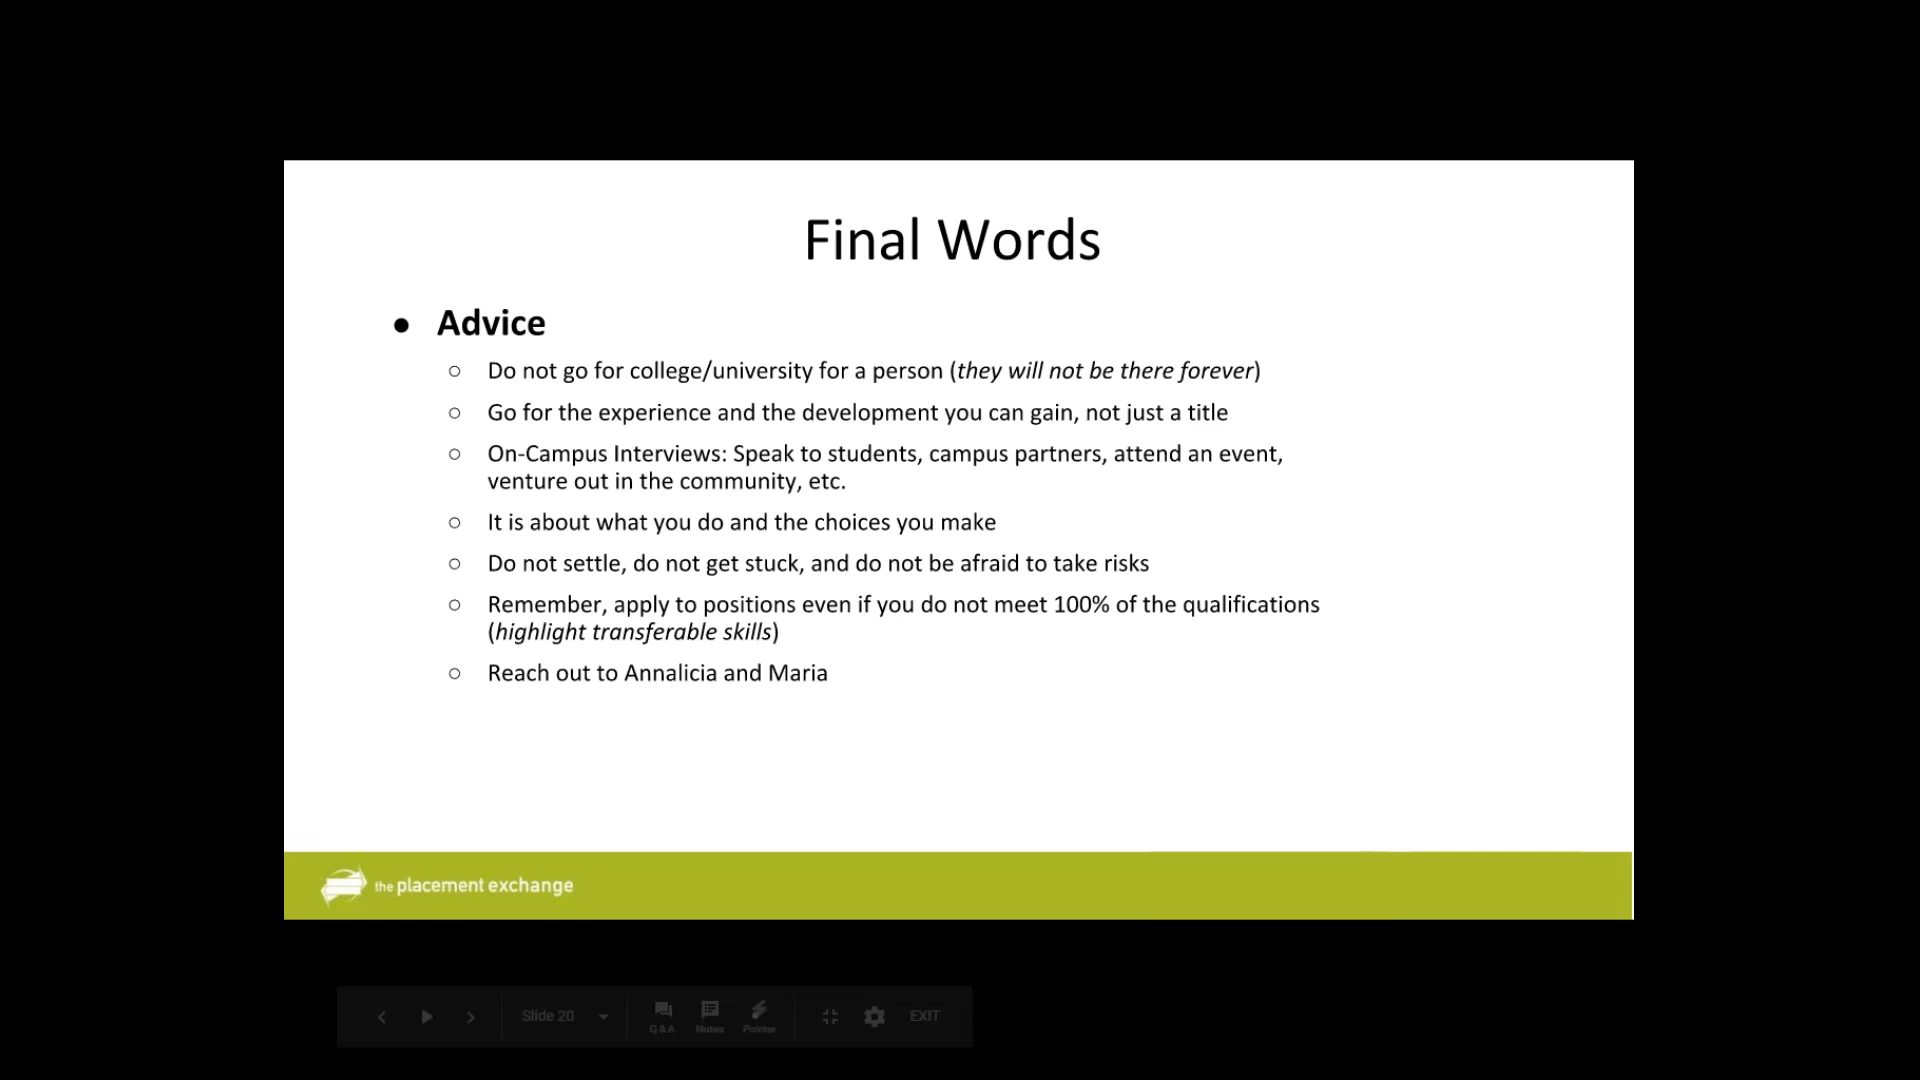 Final Words
● Advice
○ Do not go for college/university for a person (they will not be there forever)
○ Go for the experience and the development you can gain, not just a title
○ On-Campus Interviews: Speak to students, campus partners, attend an event,
venture out in the community, etc.
○ It is about what you do and the choices you make
○ Do not settle, do not get stuck, and do not be afraid to take risks
○ Remember, apply to positions even if you do not meet 100% of the qualifications
(highlight transferable skills)
○ Reach out to Annalicia and Maria
the placement exchange
Slide 20
Q & A
Notes
Pointer
EXIT